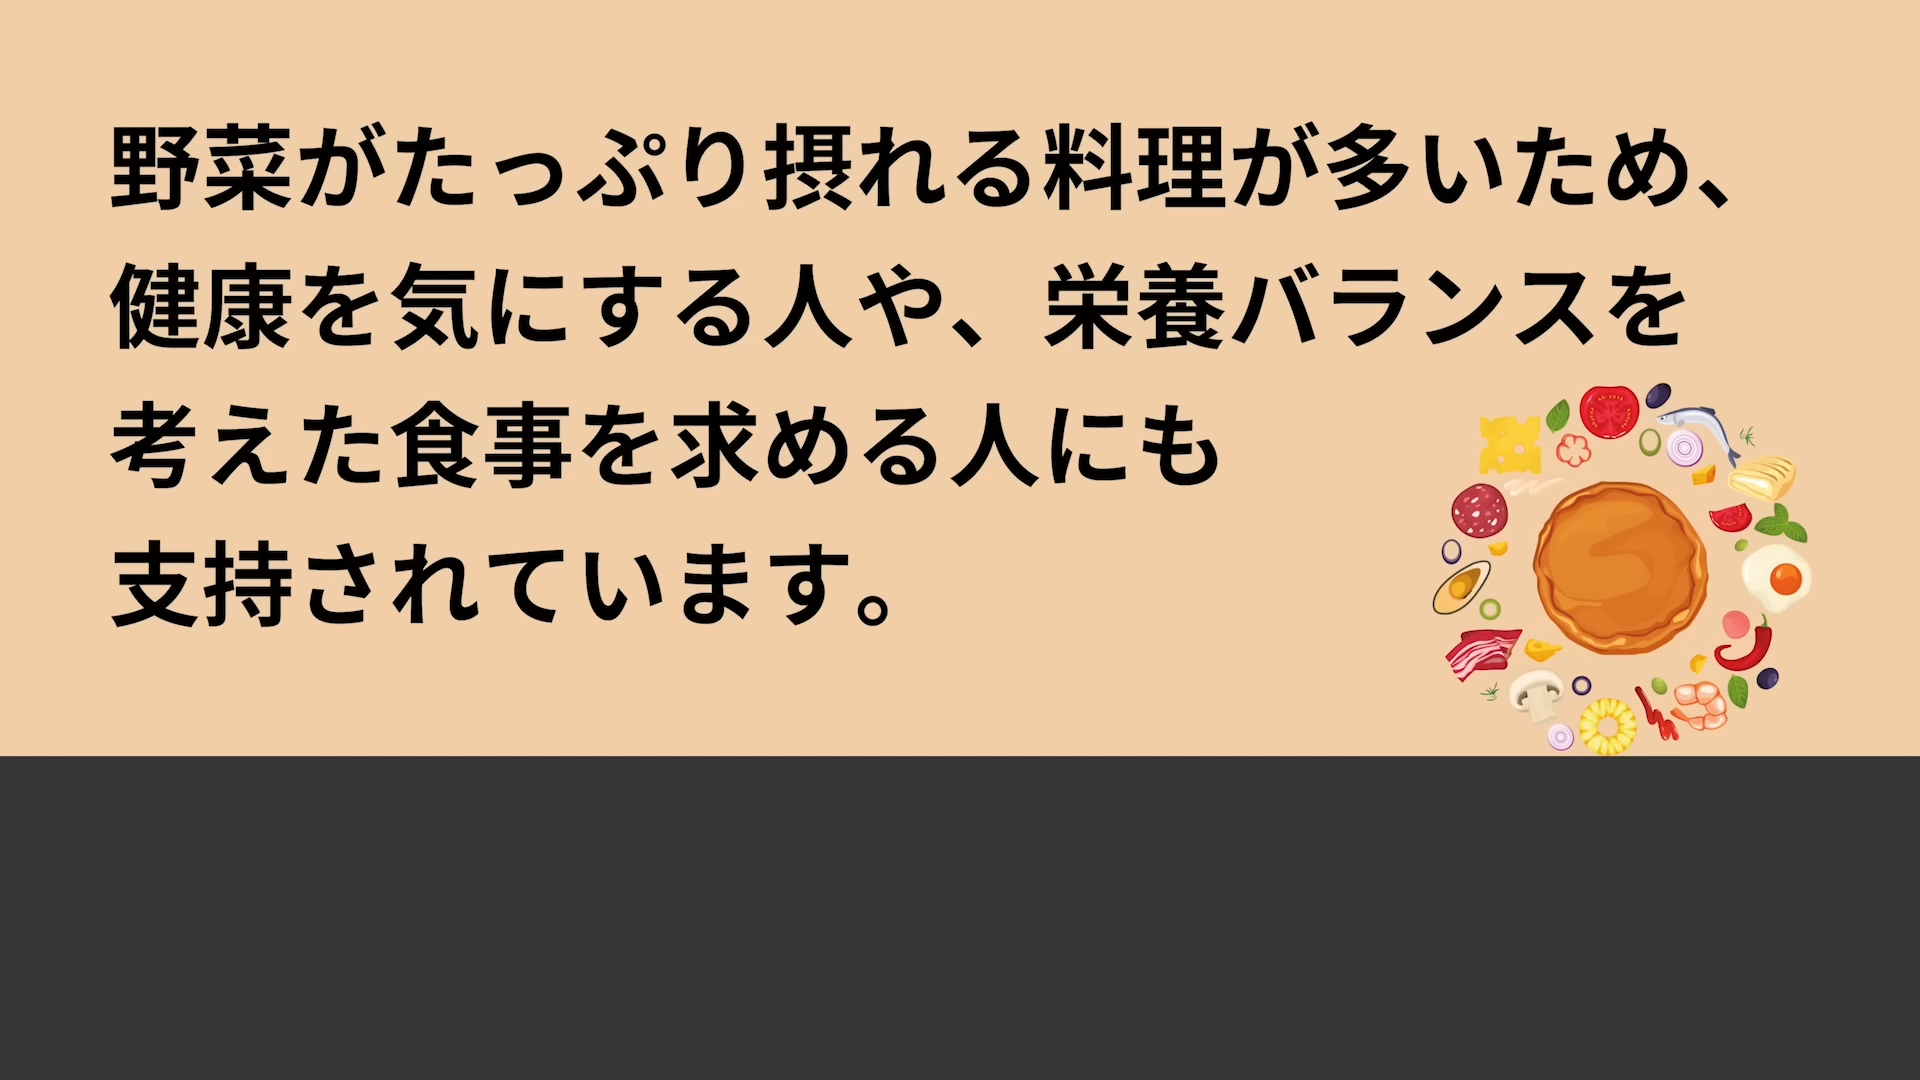 野菜がたっぷり摂れる料理が多いため、
健康を気にする人や、栄養バランスを
考えた食事を求める人にも
支持されています。